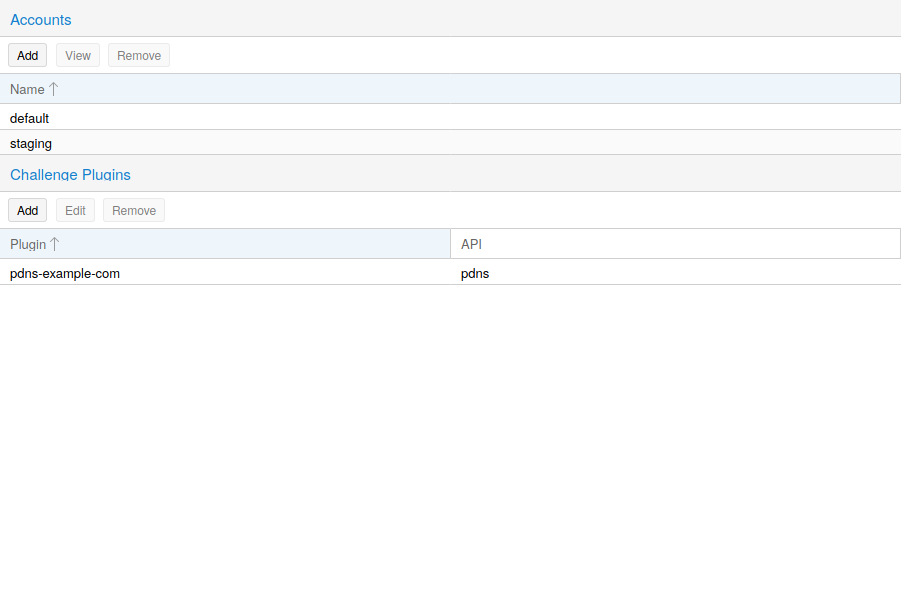 Accounts
Add View Remove
Name
default
staging
Challenge Plugins
Add Edit Remove
Plugin API
pdns-example-com pdns